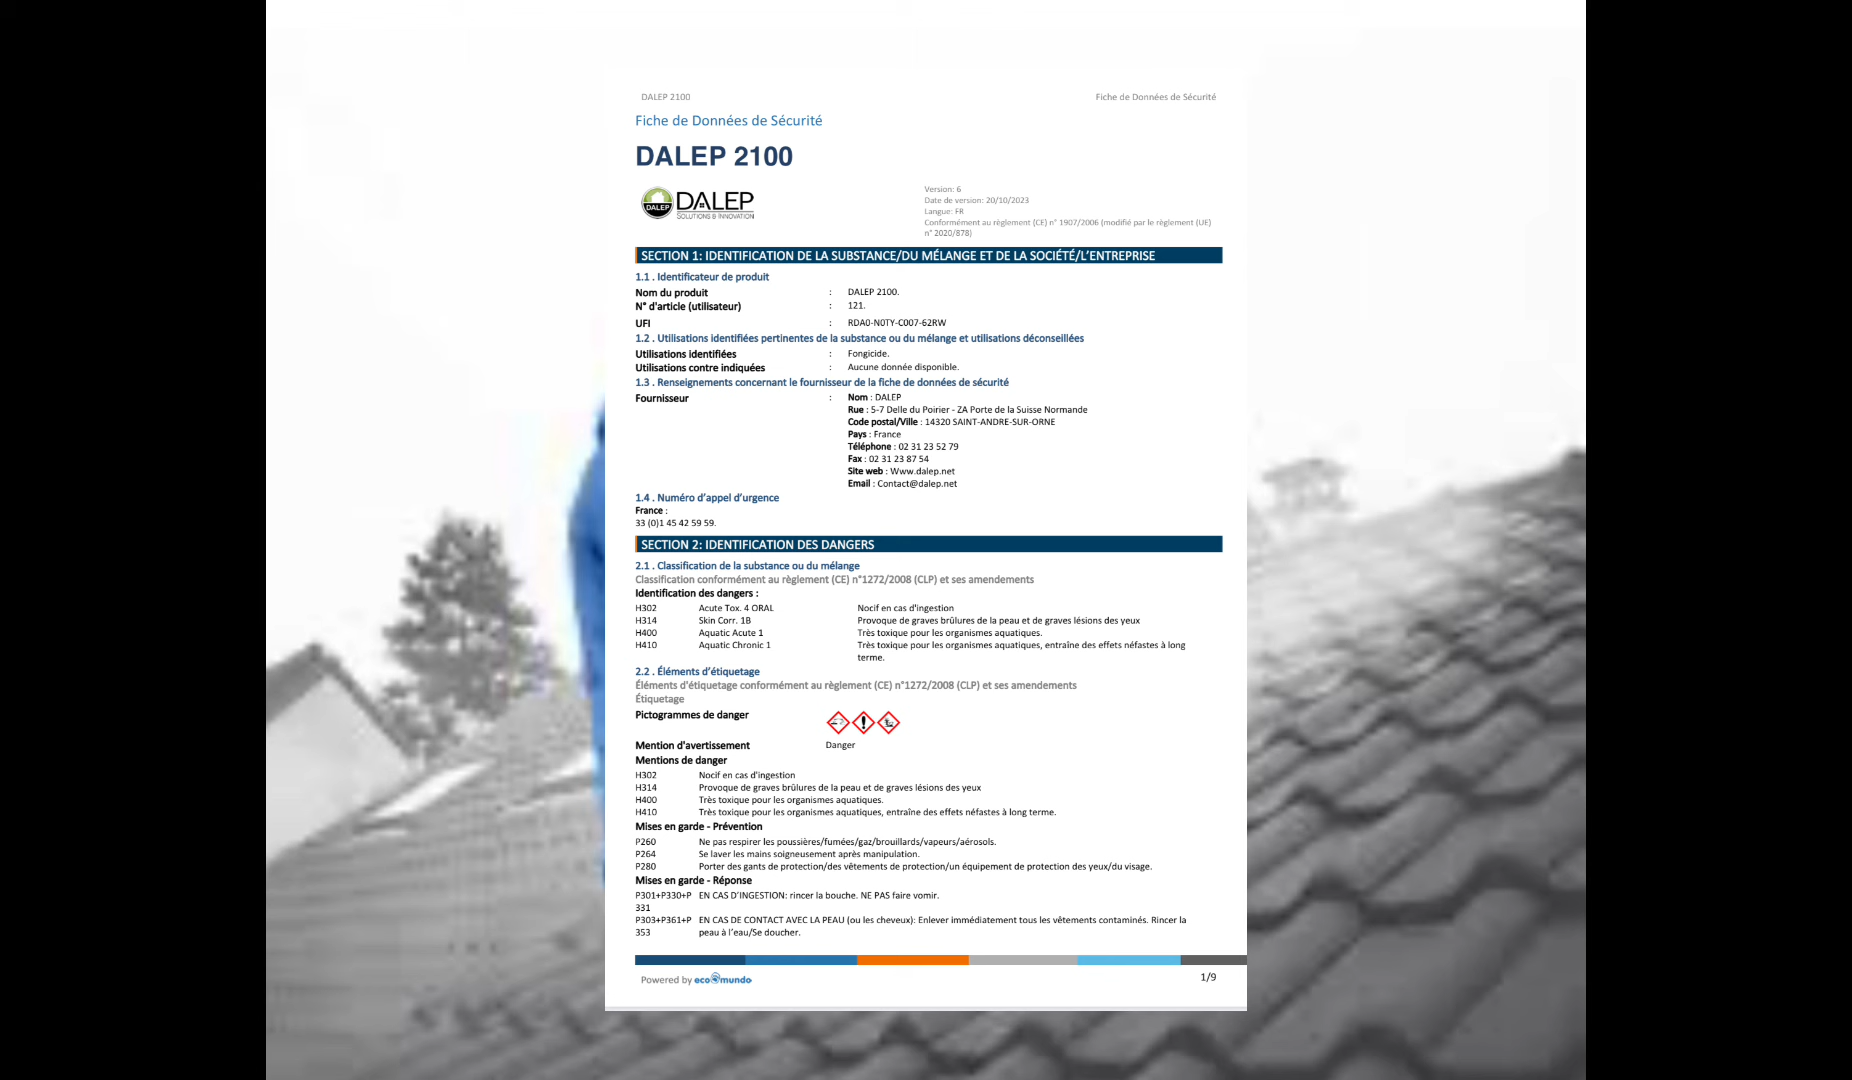 DALEP 2100 Fiche de Données de Sécurité
Fiche de Données de Sécurité
DALEP 2100
DALEP DALEP
SOLUTIONS & INNOVATION
Version: 6
Date de version: 20/10/2023
Langue: FR
Conformément au règlement (CE) n° 1907/2006 (modifié par le règlement (UE)
n° 2020/878)
SECTION 1: IDENTIFICATION DE LA SUBSTANCE/DU MÉLANGE ET DE LA SOCIÉTÉ/L’ENTREPRISE
1.1 . Identificateur de produit
Nom du produit : DALEP 2100.
N° d'article (utilisateur) : 121.
UFI : RDA0-N0TY-C007-62RW
1.2 . Utilisations identifiées pertinentes de la substance ou du mélange et utilisations déconseillées
Utilisations identifiées : Fongicide.
Utilisations contre indiquées : Aucune donnée disponible.
1.3 . Renseignements concernant le fournisseur de la fiche de données de sécurité
Fournisseur : Nom : DALEP
Rue : 5-7 Delle du Poirier - ZA Porte de la Suisse Normande
Code postal/Ville : 14320 SAINT-ANDRE-SUR-ORNE
Pays : France
Téléphone : 02 31 23 52 79
Fax : 02 31 23 87 54
Site web : Www.dalep.net
Email : Contact@dalep.net
1.4 . Numéro d’appel d’urgence
France :
33 (0)1 45 42 59 59.
SECTION 2: IDENTIFICATION DES DANGERS
2.1 . Classification de la substance ou du mélange
Classification conformément au règlement (CE) n°1272/2008 (CLP) et ses amendements
Identification des dangers :
H302 Acute Tox. 4 ORAL Nocif en cas d'ingestion
H314 Skin Corr. 1B Provoque de graves brûlures de la peau et de graves lésions des yeux
H400 Aquatic Acute 1 Très toxique pour les organismes aquatiques.
H410 Aquatic Chronic 1 Très toxique pour les organismes aquatiques, entraîne des effets néfastes à long
terme.
2.2 . Éléments d’étiquetage
Éléments d'étiquetage conformément au règlement (CE) n°1272/2008 (CLP) et ses amendements
Étiquetage
Pictogrammes de danger
Mention d'avertissement Danger
Mentions de danger
H302 Nocif en cas d'ingestion
H314 Provoque de graves brûlures de la peau et de graves lésions des yeux
H400 Très toxique pour les organismes aquatiques.
H410 Très toxique pour les organismes aquatiques, entraîne des effets néfastes à long terme.
Mises en garde - Prévention
P260 Ne pas respirer les poussières/fumées/gaz/brouillards/vapeurs/aérosols.
P264 Se laver les mains soigneusement après manipulation.
P280 Porter des gants de protection/des vêtements de protection/un équipement de protection des yeux/du visage.
Mises en garde - Réponse
P301+P330+P EN CAS D’INGESTION: rincer la bouche. NE PAS faire vomir.
331
P303+P361+P EN CAS DE CONTACT AVEC LA PEAU (ou les cheveux): Enlever immédiatement tous les vêtements contaminés. Rincer la
353 peau à l’eau/Se doucher.
Powered by ecomundo 1/9